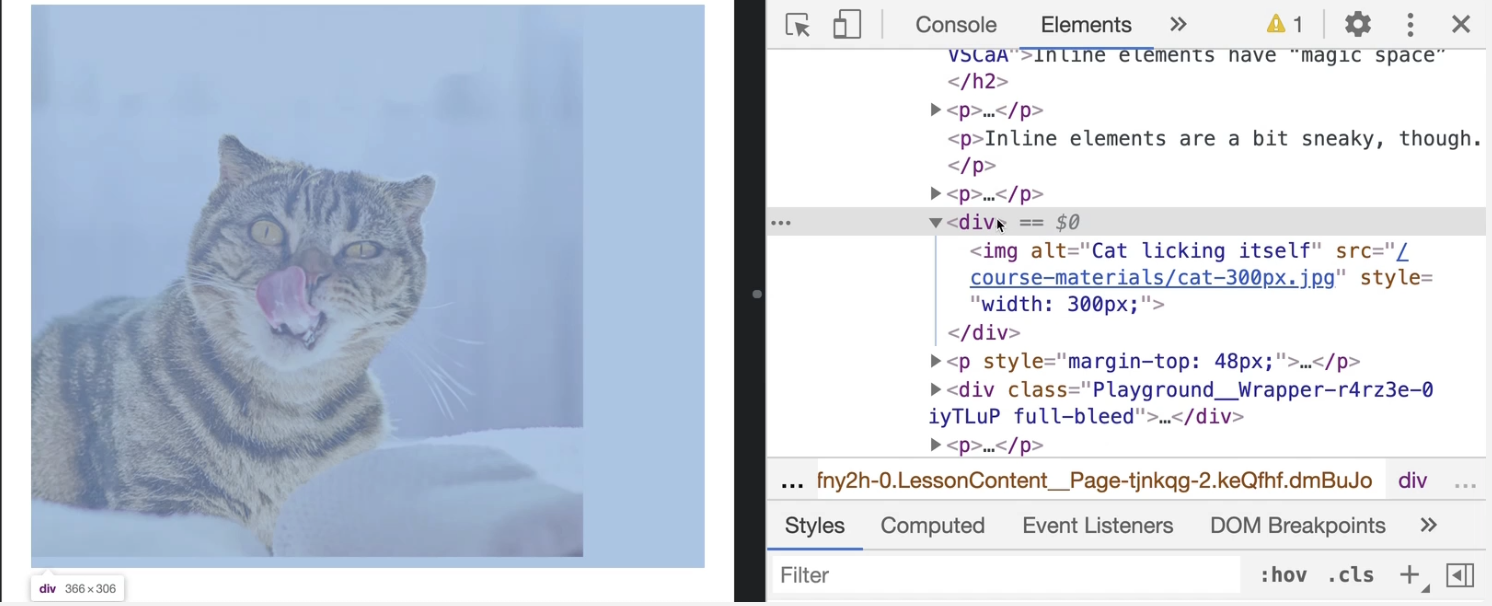 Console Elements 1
VSCaA">Inline elements have "magic space"
</h2>
<p>…</p>
<p>Inline elements are a bit sneaky, though.
</p>
<p>…</p>
<div> == $0
<img alt="Cat licking itself" src="/
course-materials/cat-300px.jpg" style=
"width: 300px;">
</div>
<p style="margin-top: 48px;">…</p>
<div class="Playground__Wrapper-r4rz3e-0
iyTLuP full-bleed">…</div>
<p>…</p>
… fny2h-0.LessonContent__Page-tjnkqg-2.keQfhf.dmBuJo div …
Styles Computed Event Listeners DOM Breakpoints
Filter :hov .cls
div 366×306